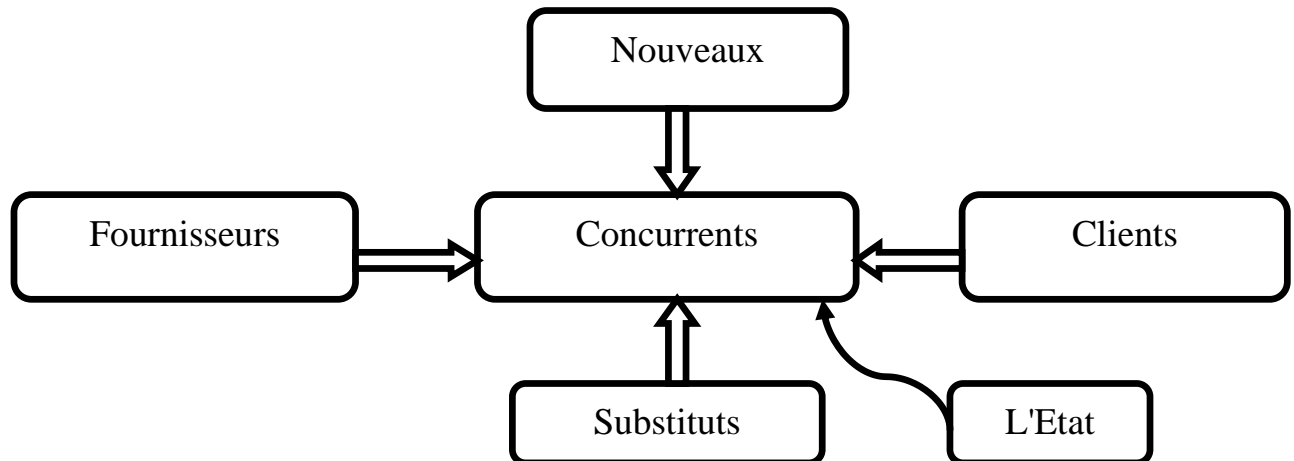 Nouveaux
Fournisseurs
Concurrents
Clients
Substituts
L'Etat